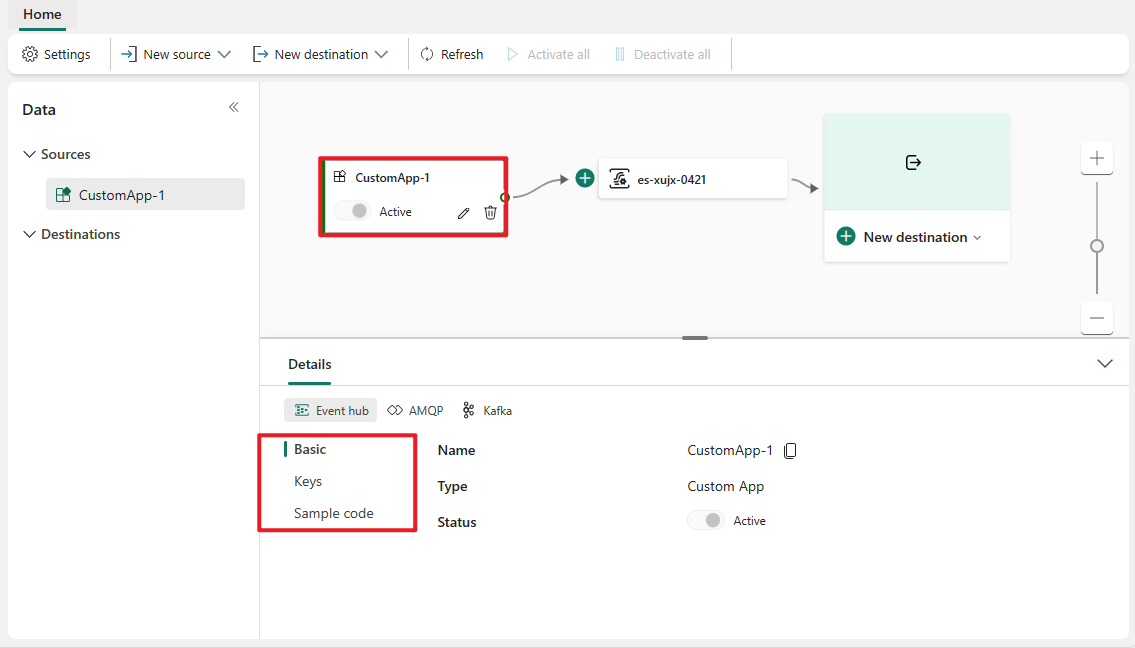 Home
Settings
New source
New destination
Refresh
Activate all
Deactivate all
Data
Sources
CustomApp-1
Destinations
CustomApp-1
Active
es-xujx-0421
New destination
Details
Event hub
AMQP
Kafka
Basic
Keys
Sample code
Name
CustomApp-1
Type
Custom App
Status
Active